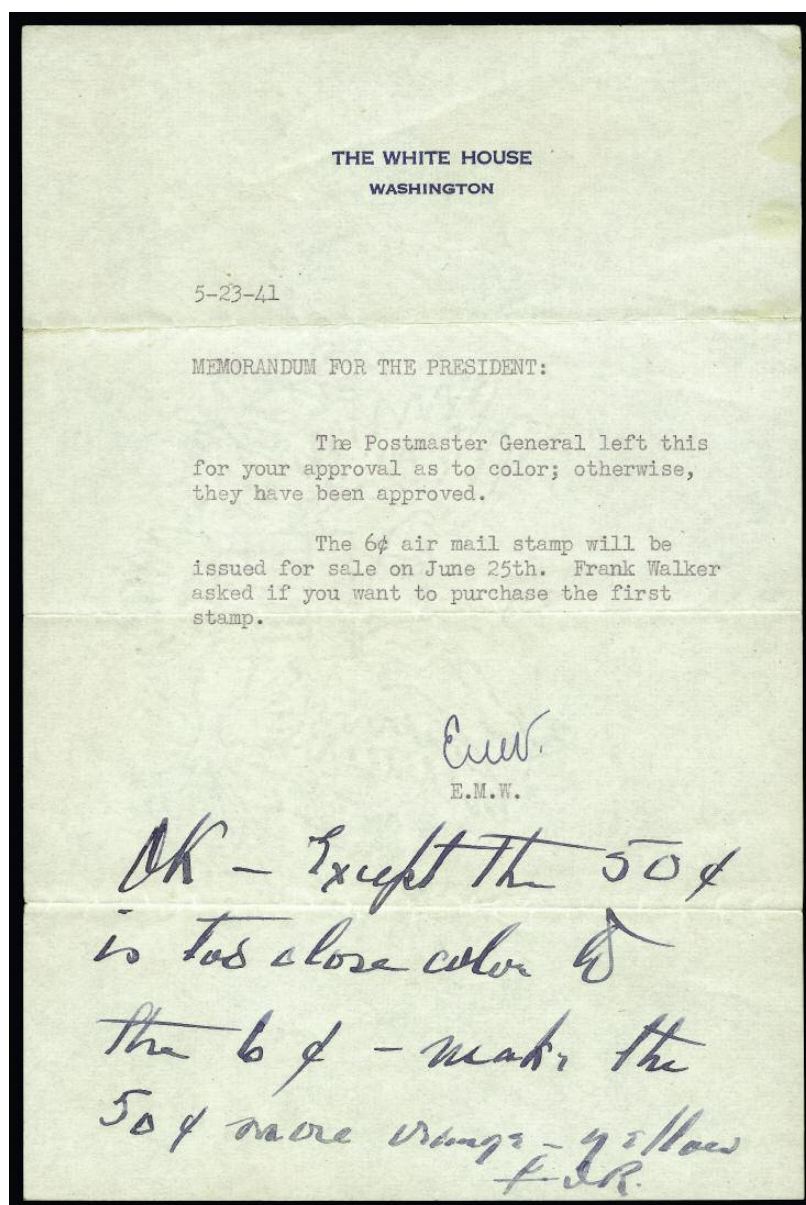 THE WHITE HOUSE
WASHINGTON
5-23-41
MEMORANDUM FOR THE PRESIDENT:
The Postmaster General left this
for your approval as to color; otherwise,
they have been approved.
The 6¢ air mail stamp will be
issued for sale on June 25th. Frank Walker
asked if you want to purchase the first
stamp.
EMW.
E.M.W.
OK – Except the 50¢
is too close color to
the 6¢ – make the
50¢ more orange – yellow
FDR.